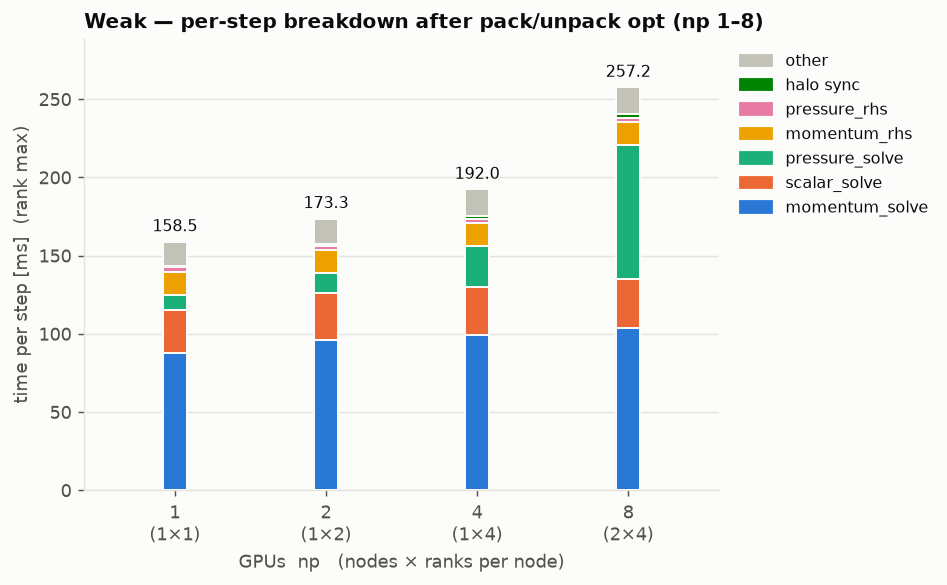 Weak — per-step breakdown after pack/unpack opt (np 1–8)
other
halo sync
pressure_rhs
momentum_rhs
pressure_solve
scalar_solve
momentum_solve
time per step [ms] (rank max)
250
200
150
100
50
0
158.5
173.3
192.0
257.2
1
(1×1)
2
(1×2)
4
(1×4)
8
(2×4)
GPUs np (nodes × ranks per node)